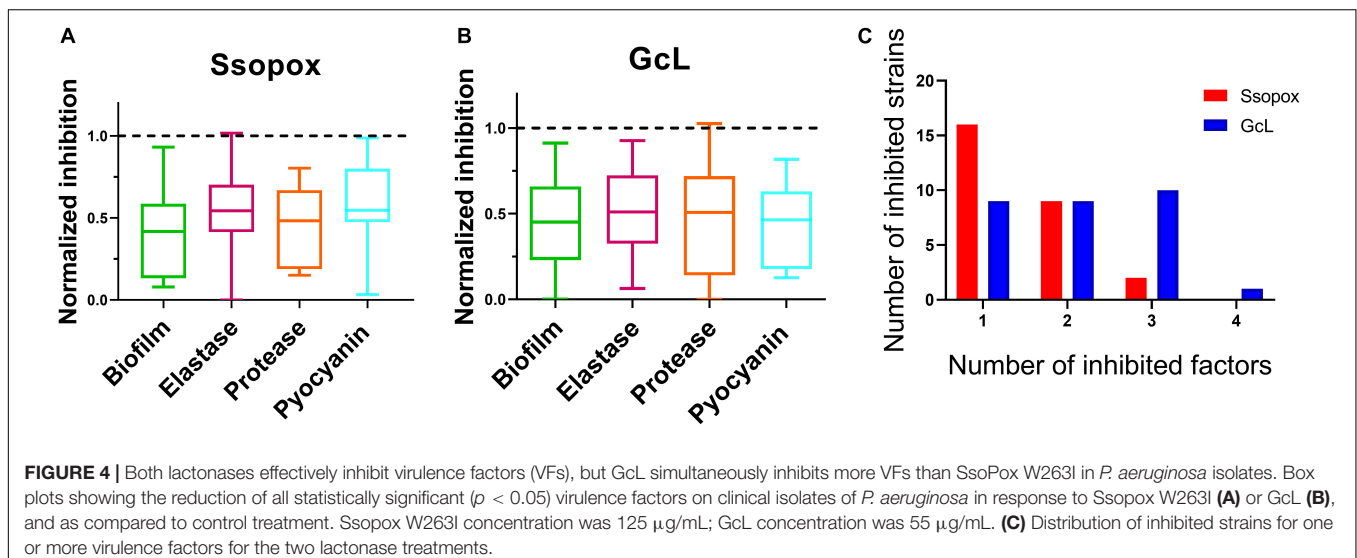 A
Ssopox
Normalized inhibition
1.0
0.5
0.0
Biofilm
Elastase
Protease
Pyocyanin
B
GcL
Normalized inhibition
1.0
0.5
0.0
Biofilm
Elastase
Protease
Pyocyanin
C
Number of inhibited strains
20
15
10
5
0
Ssopox
GcL
1 2 3 4
Number of inhibited factors
FIGURE 4 | Both lactonases effectively inhibit virulence factors (VFs), but GcL simultaneously inhibits more VFs than SsoPox W263I in P. aeruginosa isolates. Box
plots showing the reduction of all statistically significant (p < 0.05) virulence factors on clinical isolates of P. aeruginosa in response to Ssopox W263I (A) or GcL (B),
and as compared to control treatment. Ssopox W263I concentration was 125 μg/mL; GcL concentration was 55 μg/mL. (C) Distribution of inhibited strains for one
or more virulence factors for the two lactonase treatments.